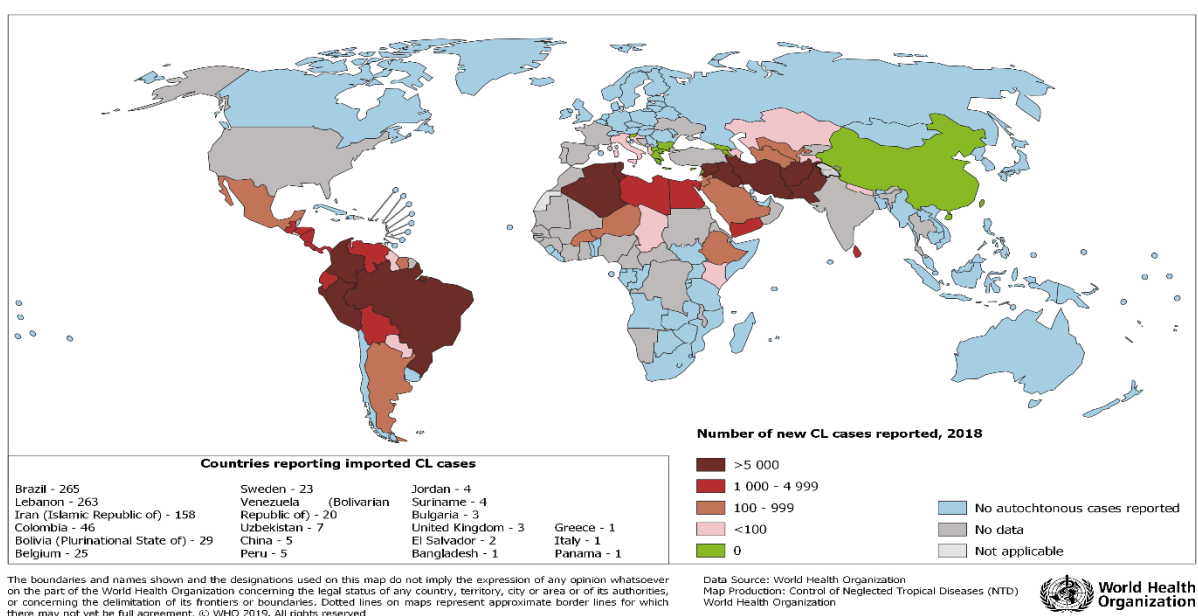 Countries reporting imported CL cases
Brazil - 265
Lebanon - 263
Iran (Islamic Republic of) - 158
Colombia - 46
Bolivia (Plurinational State of) - 29
Belgium - 25
Sweden - 23
Venezuela (Bolivarian
Republic of) - 20
Uzbekistan - 7
China - 5
Peru - 5
Jordan - 4
Suriname - 4
Bulgaria - 3
United Kingdom - 3
El Salvador - 2
Bangladesh - 1
Greece - 1
Italy - 1
Panama - 1
Number of new CL cases reported, 2018
>5 000
1 000 - 4 999
100 - 999
<100
0
No autochtonous cases reported
No data
Not applicable
The boundaries and names shown and the designations used on this map do not imply the expression of any opinion whatsoever
on the part of the World Health Organization concerning the legal status of any country, territory, city or area or of its authorities,
or concerning the delimitation of its frontiers or boundaries. Dotted lines on maps represent approximate border lines for which
there may not yet be full agreement. © WHO 2019. All rights reserved
Data Source: World Health Organization
Map Production: Control of Neglected Tropical Diseases (NTD)
World Health Organization
World Health
Organization